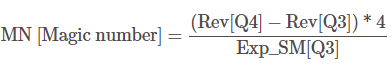 MN [Magic number] = (Rev[Q4] − Rev[Q3]) * 4
Exp_SM[Q3]